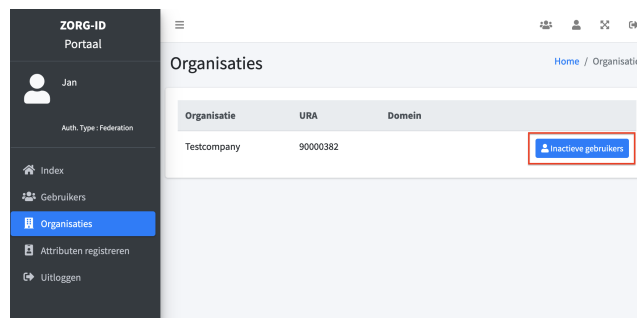 ZORG-ID
Portaal
Jan
Auth. Type : Federation
Index
Gebruikers
Organisaties
Attributen registreren
Uitloggen
Organisaties
Home / Organisatie
Organisatie URA Domein
Testcompany 90000382 Inactieve gebruikers